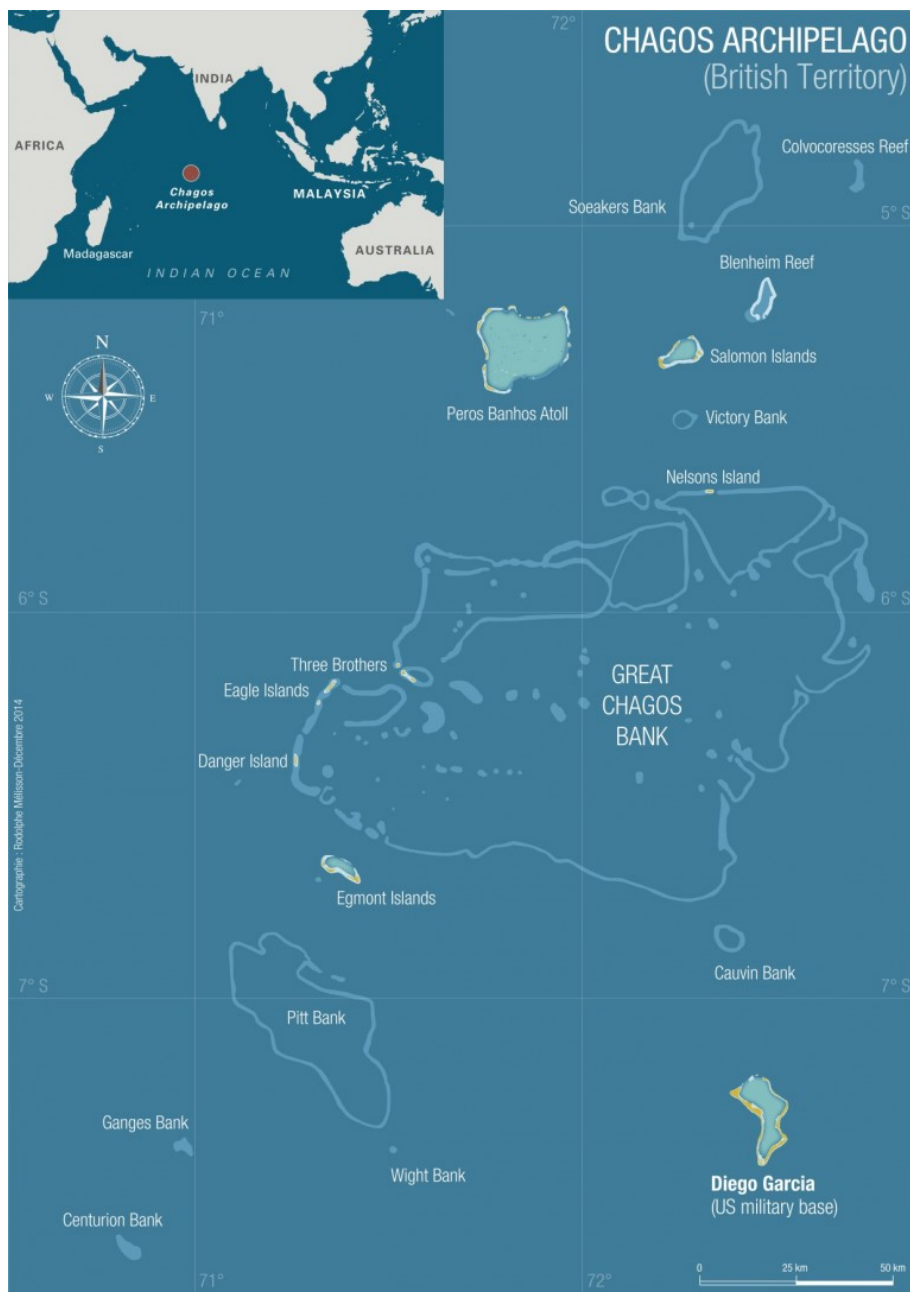 CHAGOS ARCHIPELAGO
(British Territory)
72°
INDIA
AFRICA
Chagos
Archipelago
MALAYSIA
Madagascar
AUSTRALIA
INDIAN OCEAN
Colvocoresses Reef
Soeakers Bank
5° S
Blenheim Reef
71°
N
W
E
S
Salomon Islands
Peros Banhos Atoll
Victory Bank
Nelsons Island
6° S
6° S
Three Brothers
Eagle Islands
GREAT
CHAGOS
BANK
Danger Island
Cartographie : Rodolphe Mélisson-Décembre 2014
Egmont Islands
Cauvin Bank
7° S
7° S
Pitt Bank
Ganges Bank
Wight Bank
Diego Garcia
(US military base)
Centurion Bank
0
25 km
50 km
71°
72°